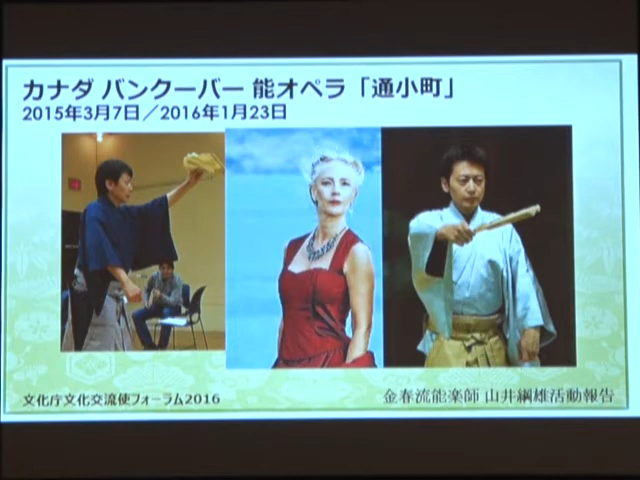 カナダ バンクーバー 能オペラ「通小町」
2015年3月7日／2016年1月23日
文化庁文化交流使フォーラム2016
金春流能楽師 山井綱雄活動報告